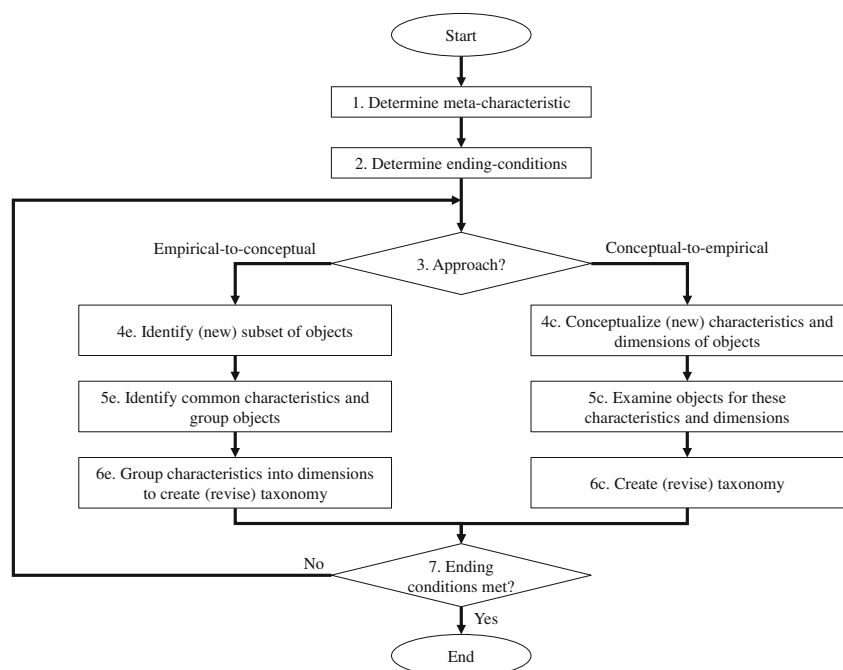 Start
1. Determine meta-characteristic
2. Determine ending-conditions
Empirical-to-conceptual
Conceptual-to-empirical
3. Approach?
4e. Identify (new) subset of objects
4c. Conceptualize (new) characteristics and
dimensions of objects
5e. Identify common characteristics and
group objects
5c. Examine objects for these
characteristics and dimensions
6e. Group characteristics into dimensions
to create (revise) taxonomy
6c. Create (revise) taxonomy
No
7. Ending
conditions met?
Yes
End